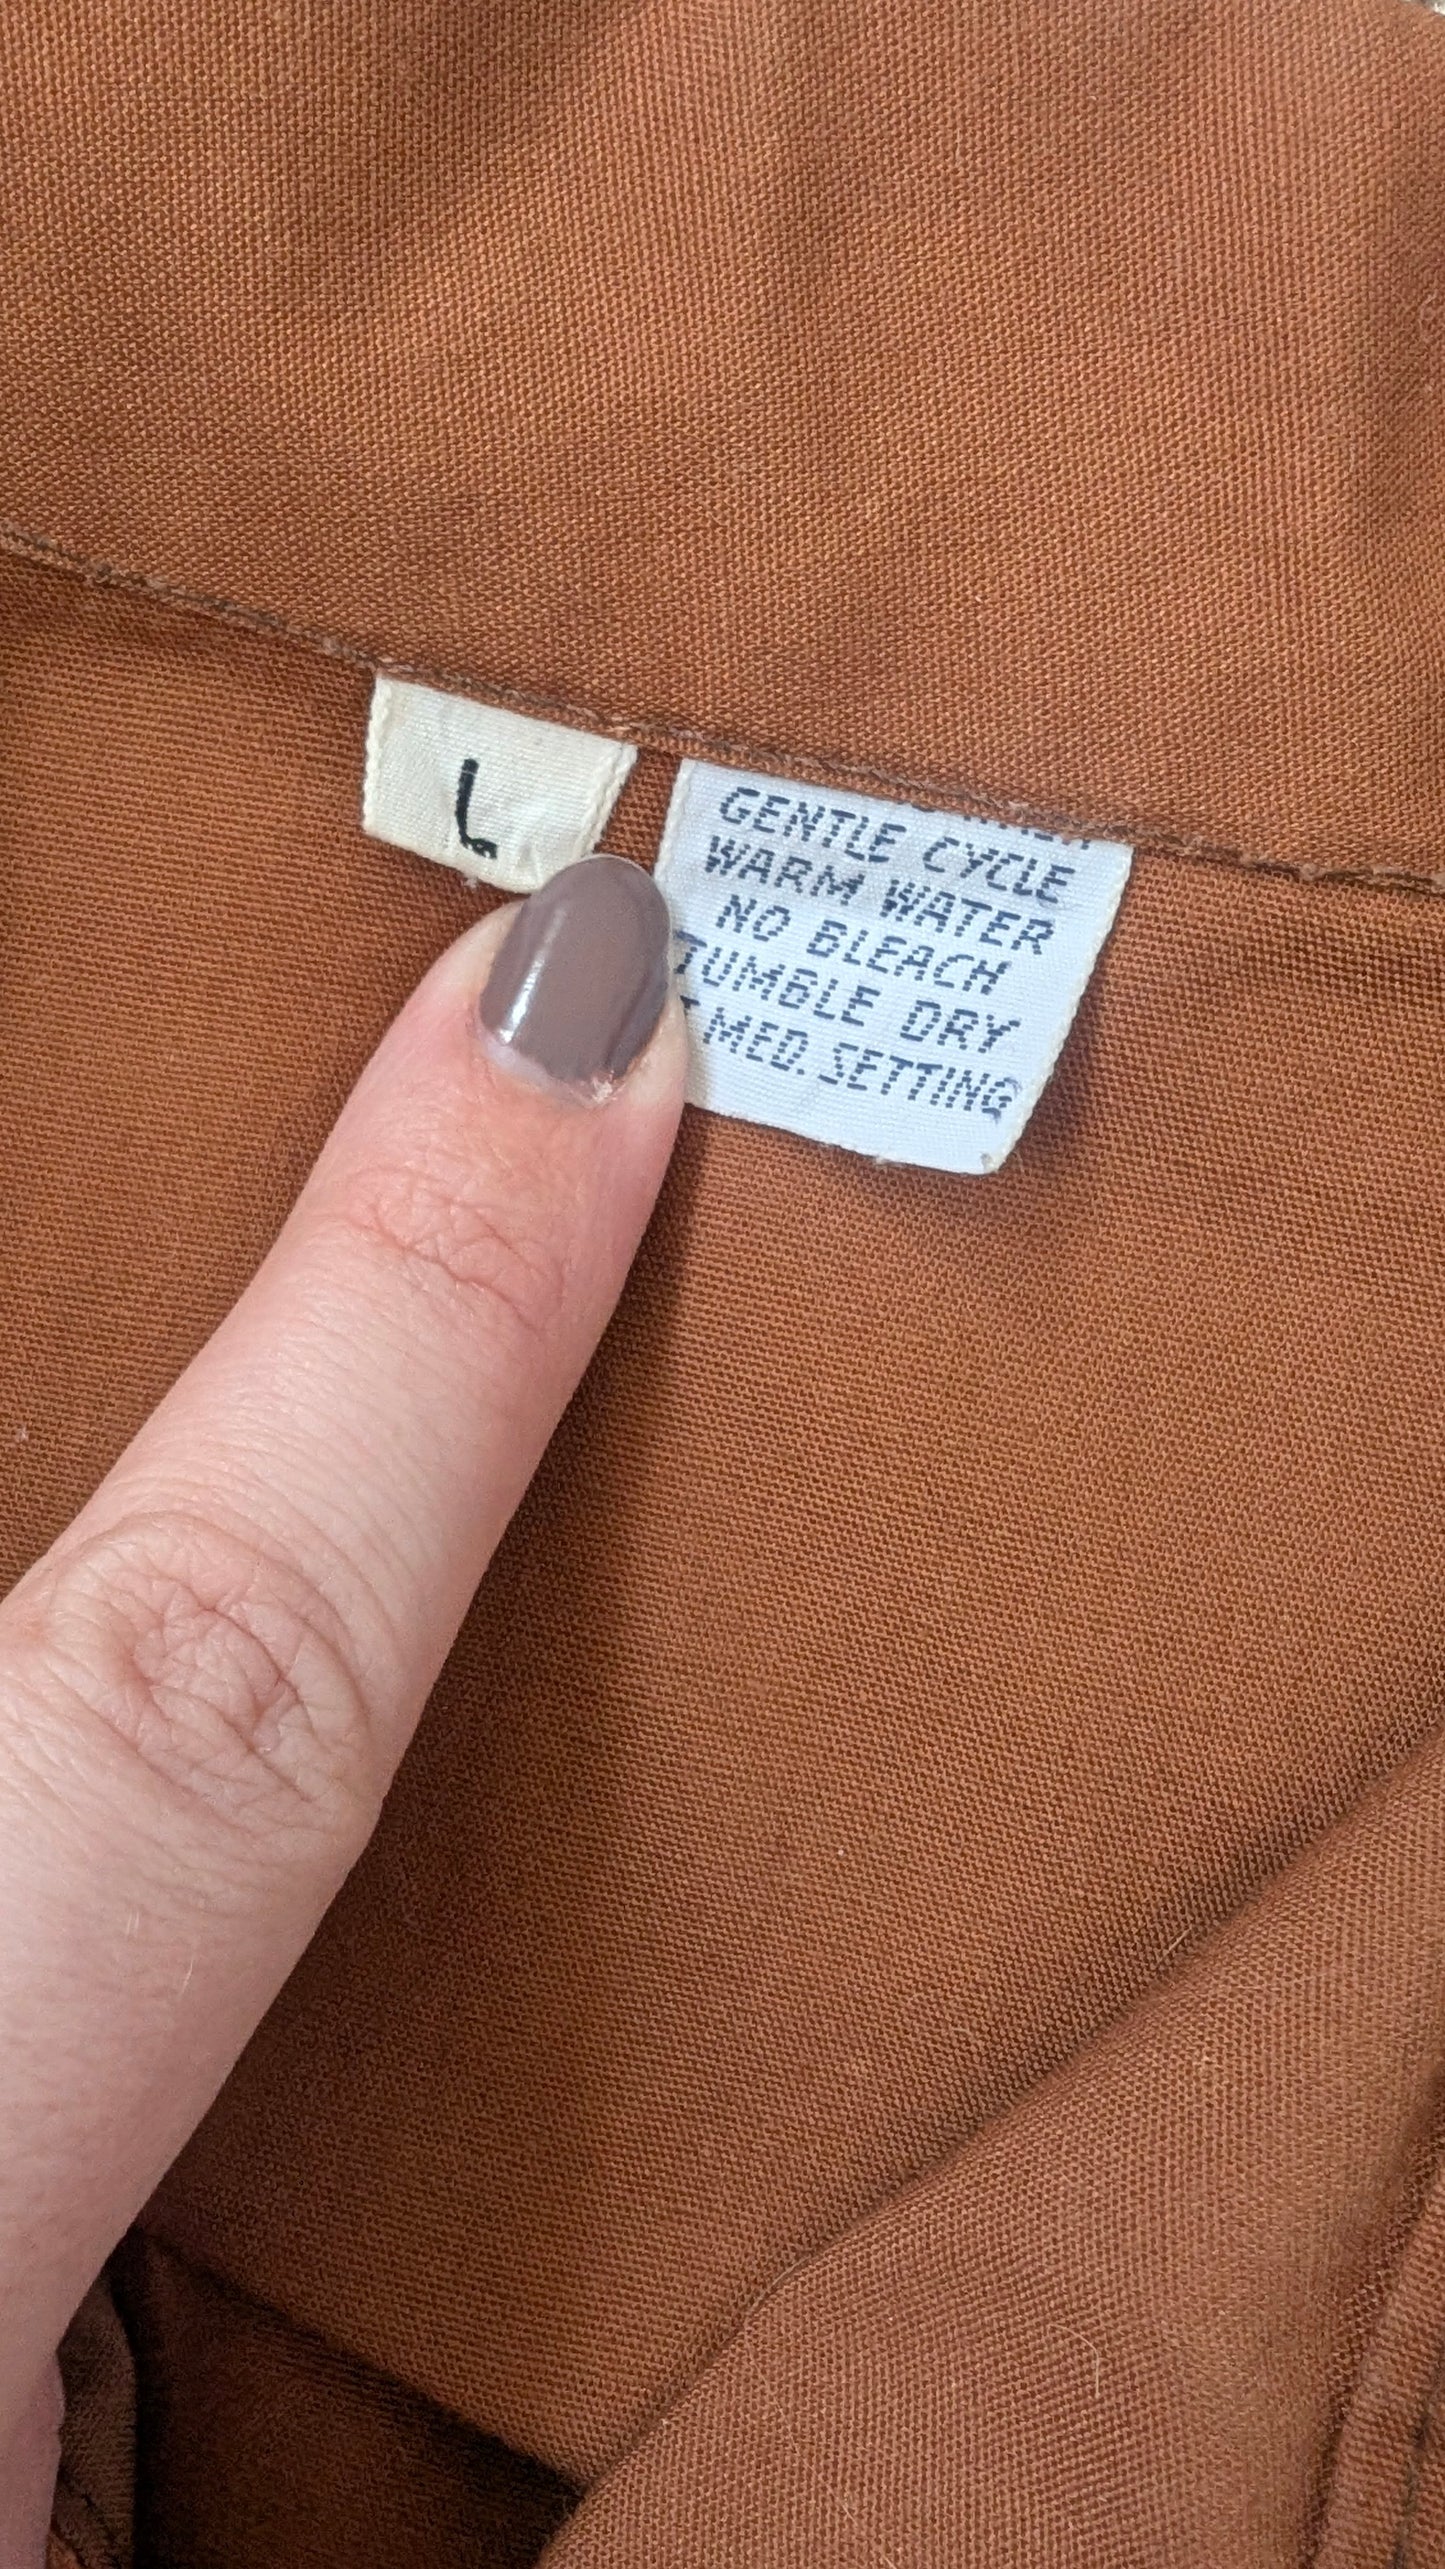 L
GENTLE CYCLE
WARM WATER
NO BLEACH
TUMBLE DRY
MED. SETTING